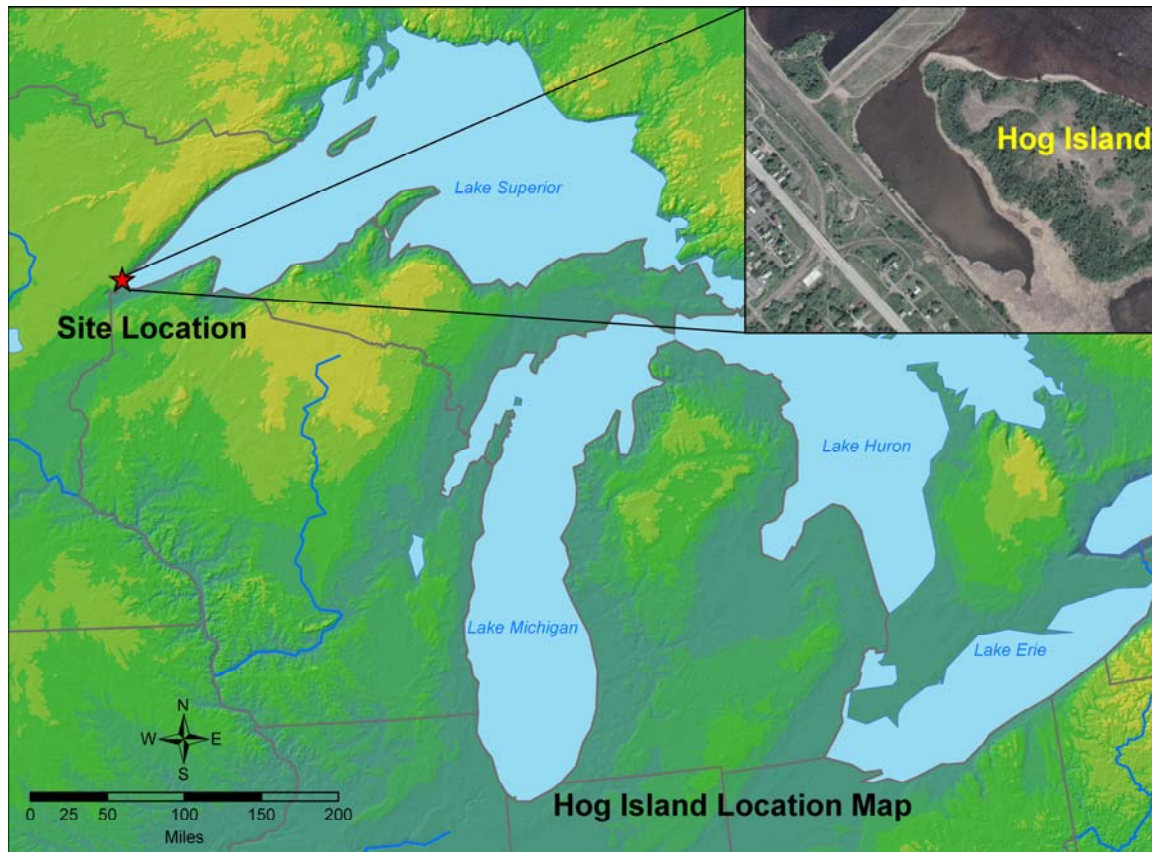 Hog Island
Lake Superior
Site Location
Lake Huron
Lake Michigan
Lake Erie
N
W E
S
0 25 50 100 150 200
Miles
Hog Island Location Map